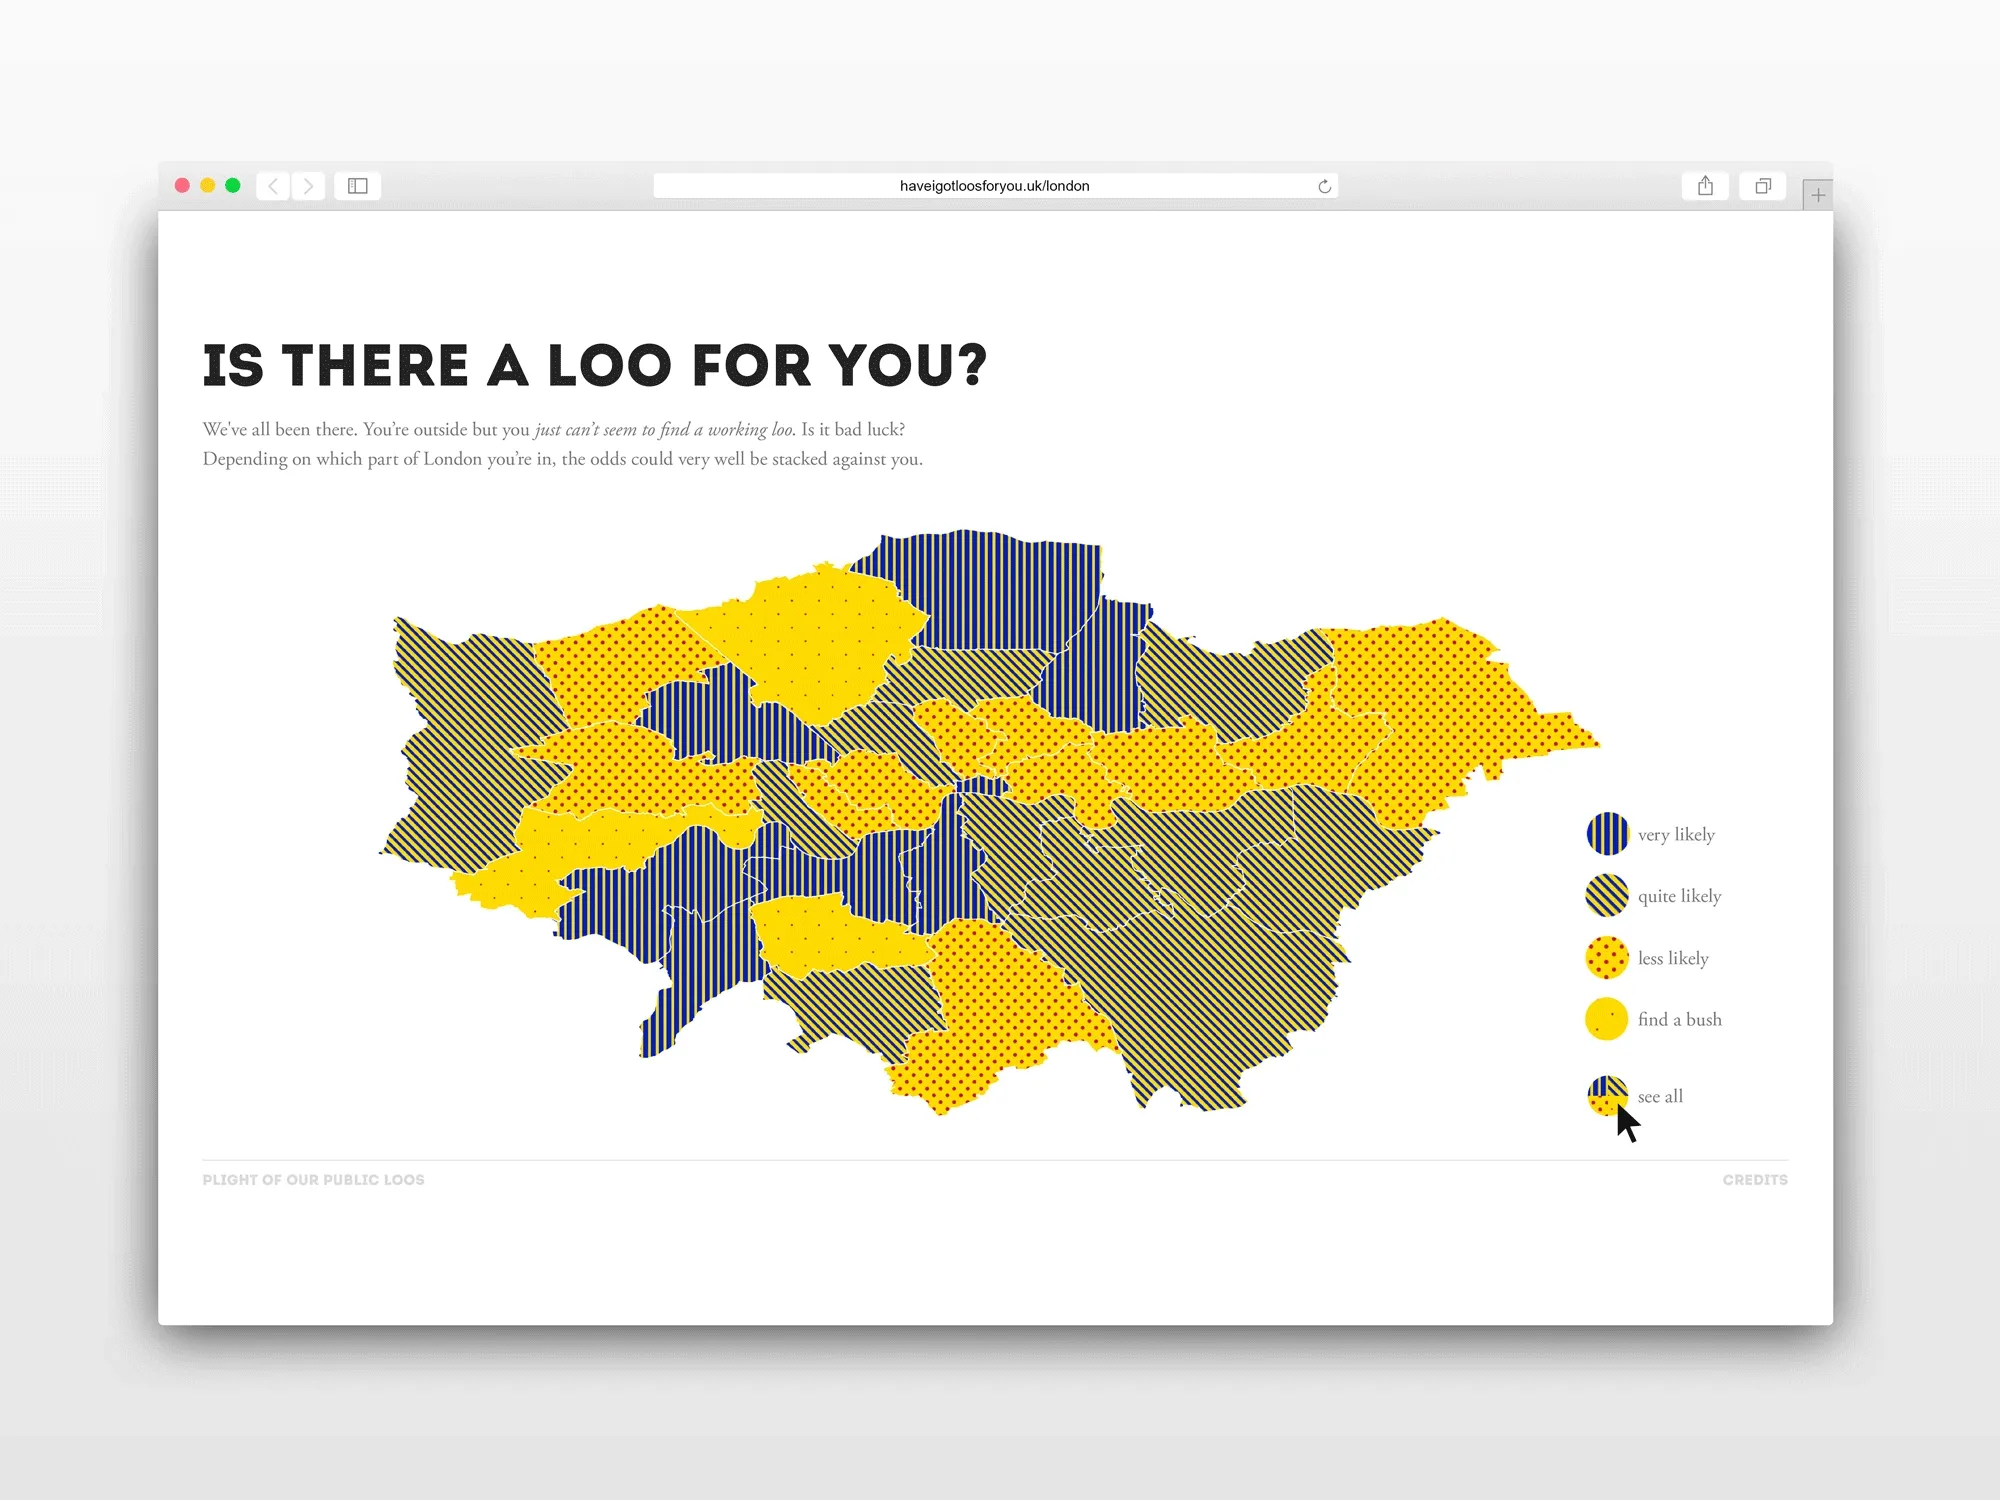 haveigotloosforyou.uk/london
IS THERE A LOO FOR YOU?
We've all been there. You're outside but you just can't seem to find a working loo. Is it bad luck?
Depending on which part of London you're in, the odds could very well be stacked against you.
very likely
quite likely
less likely
find a bush
see all
PLIGHT OF OUR PUBLIC LOOS
CREDITS